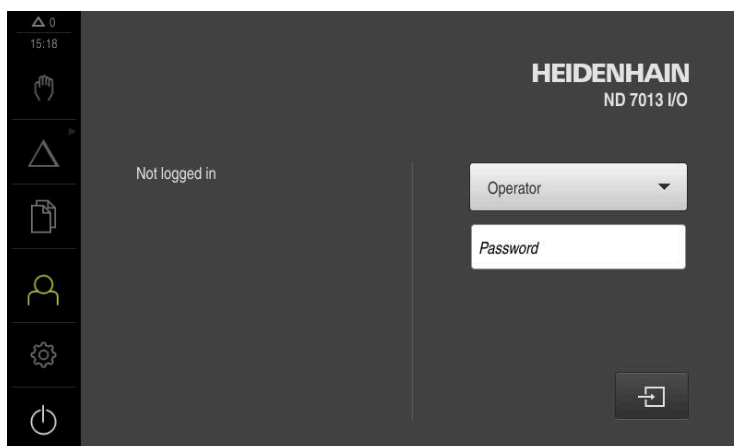 0
15:18
HEIDENHAIN
ND 7013 I/O
Not logged in
Operator
Password